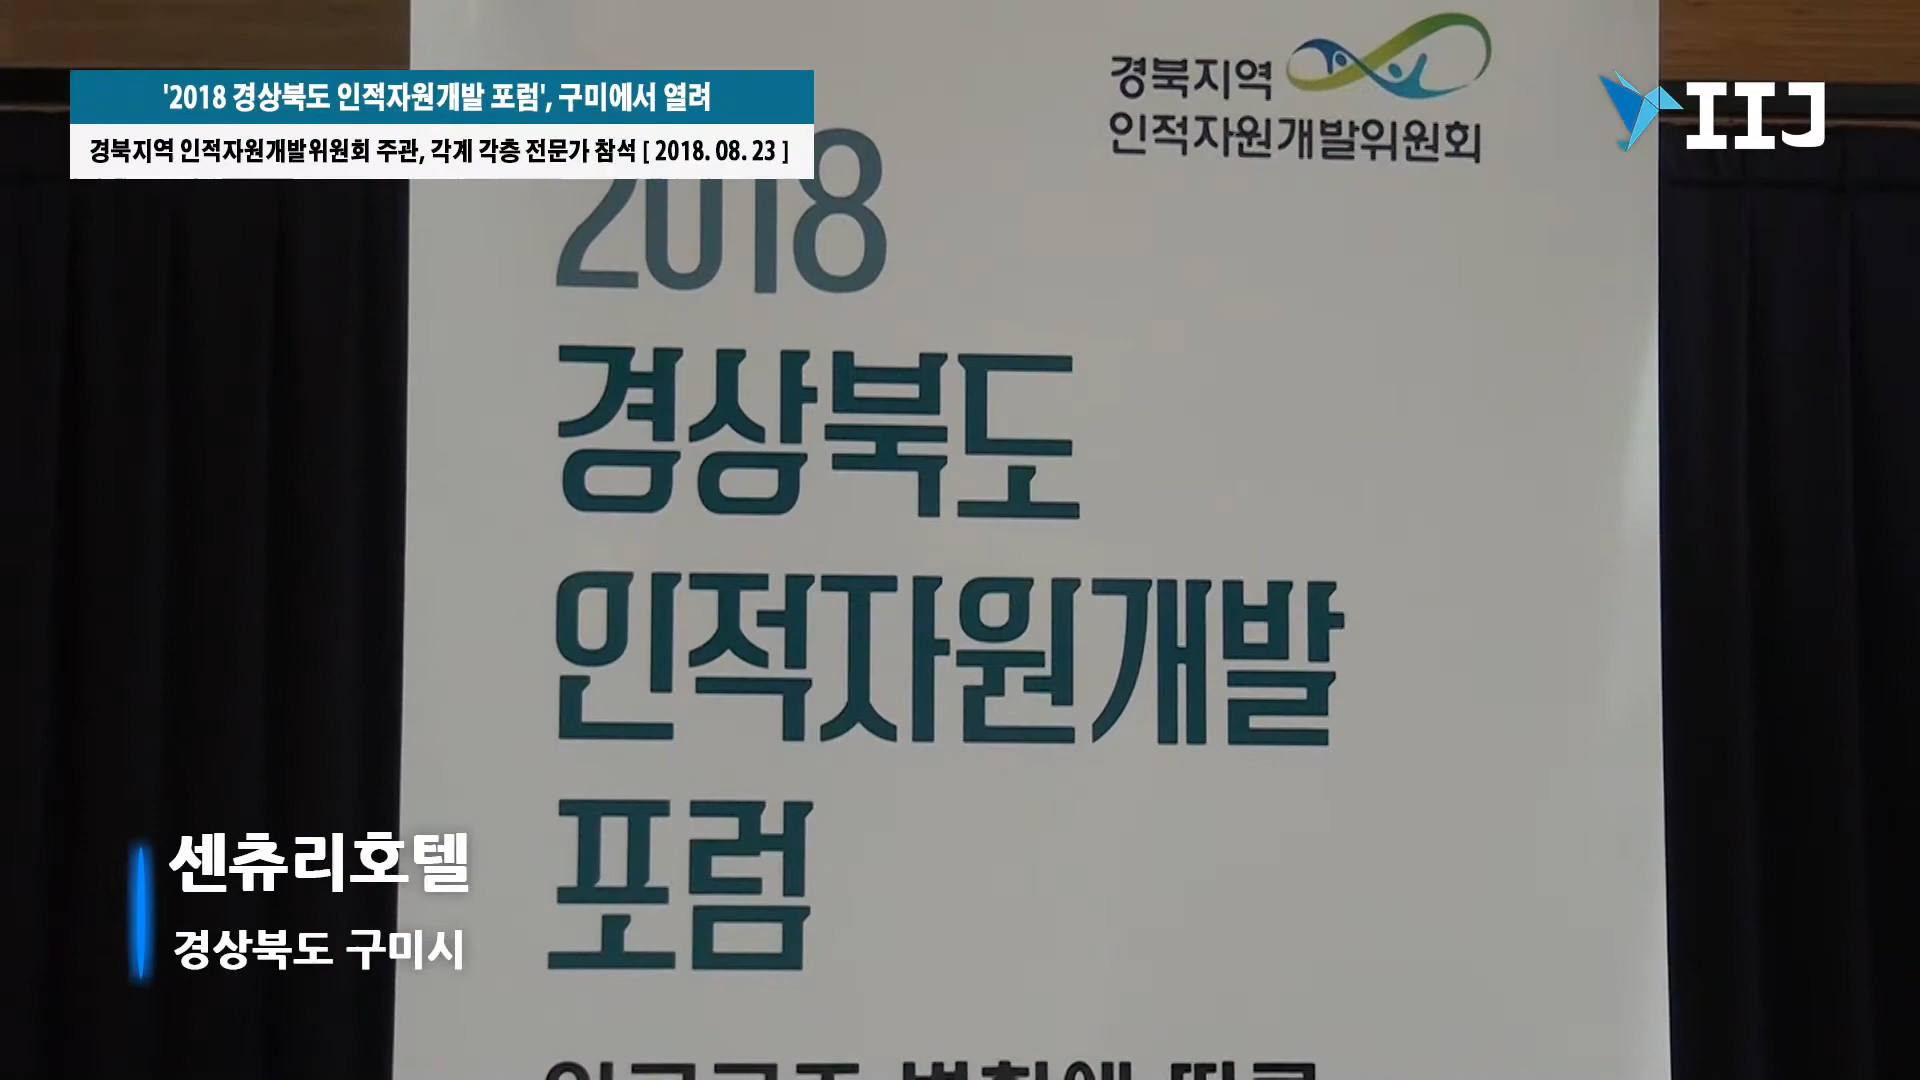 '2018 경상북도 인적자원개발 포럼', 구미에서 열려
경북지역 인적자원개발위원회 주관, 각계 각층 전문가 참석 [ 2018. 08. 23 ]
경북지역
인적자원개발위원회
IIJ
2018
경상북도
인적자원개발
포럼
센츄리호텔
경상북도 구미시